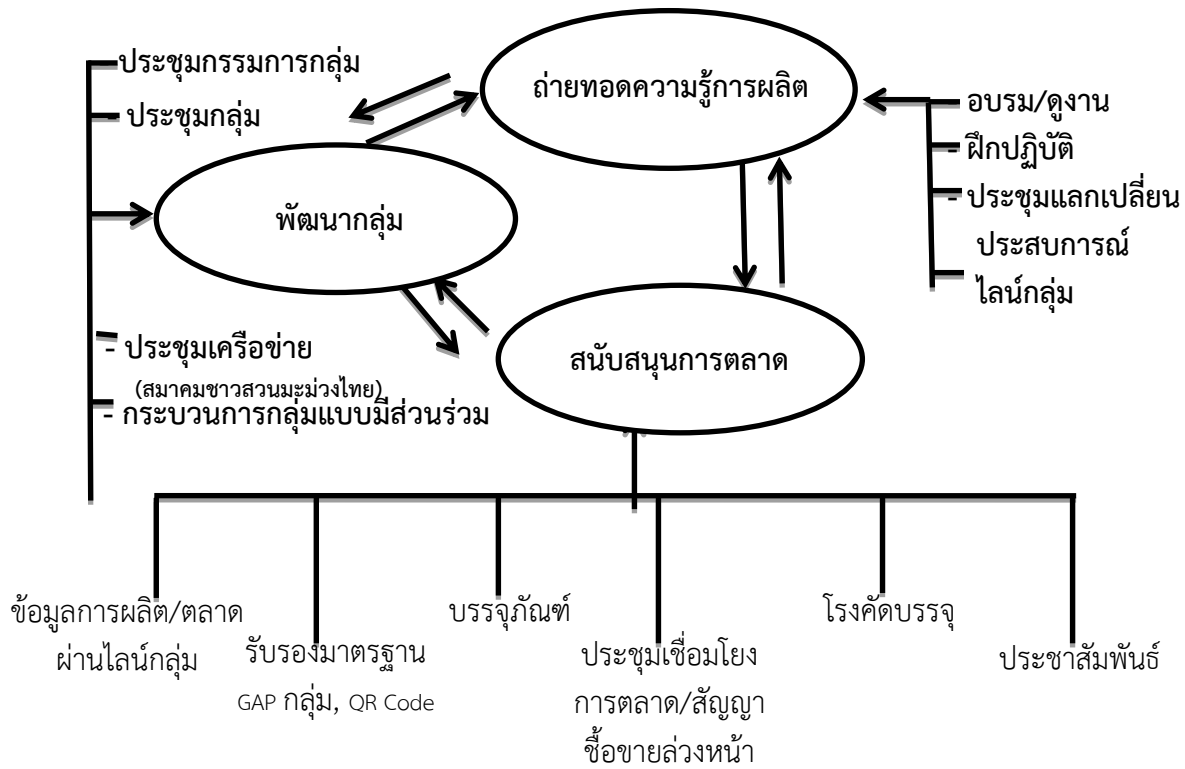 - ประชุมกรรมการกลุ่ม
- ประชุมกลุ่ม
พัฒนากลุ่ม
- ประชุมเครือข่าย
(สมาคมชาวสวนมะม่วงไทย)
- กระบวนการกลุ่มแบบมีส่วนร่วม
ถ่ายทอดความรู้การผลิต
- อบรม/ดูงาน
- ฝึกปฏิบัติ
- ประชุมแลกเปลี่ยน
ประสบการณ์
ไลน์กลุ่ม
สนับสนุนการตลาด
ข้อมูลการผลิต/ตลาด
ผ่านไลน์กลุ่ม
รับรองมาตรฐาน
GAP กลุ่ม, QR Code
บรรจุภัณฑ์
ประชุมเชื่อมโยง
การตลาด/สัญญา
ซื้อขายล่วงหน้า
โรงคัดบรรจุ
ประชาสัมพันธ์